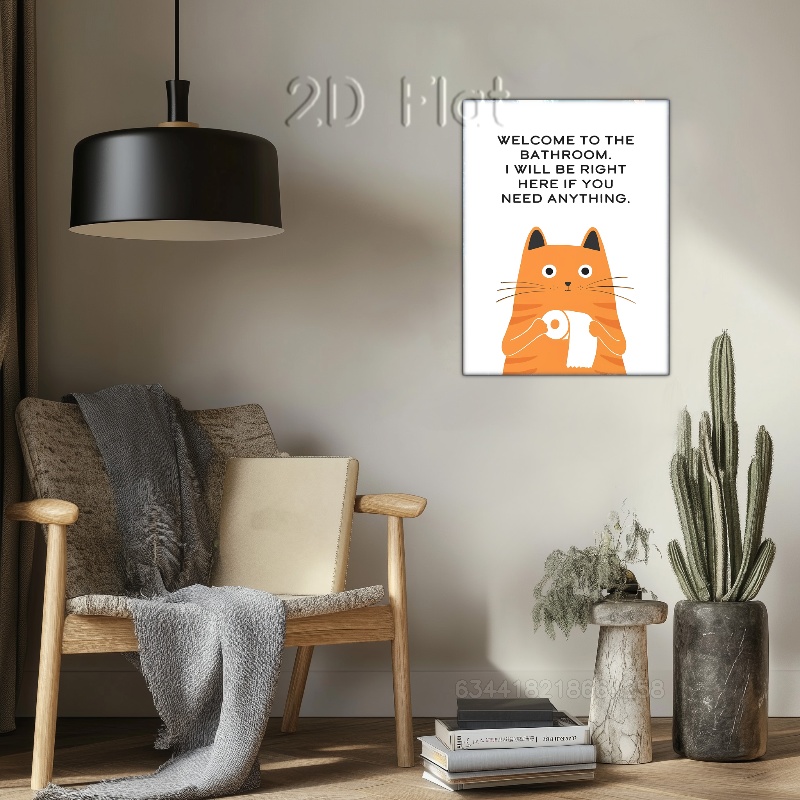 2D Flat
WELCOME TO THE
BATHROOM.
I WILL BE RIGHT
HERE IF YOU
NEED ANYTHING.